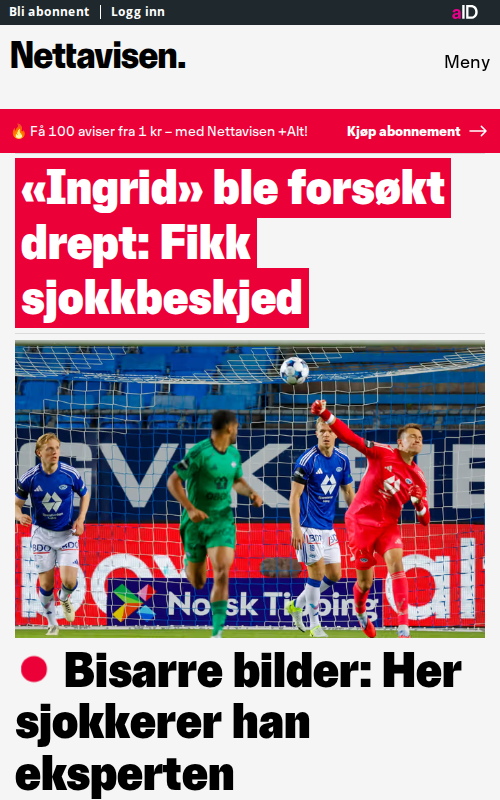 Bli abonnent
Logg inn
aID
Nettavisen.
Meny
🔥 Få 100 aviser fra 1 kr – med Nettavisen +Alt!
Kjøp abonnement →
«Ingrid» ble forsøkt
drept: Fikk
sjokkbeskjed
BDO
Norsk Tipping
Bisarre bilder: Her
sjokkerer han
eksperten